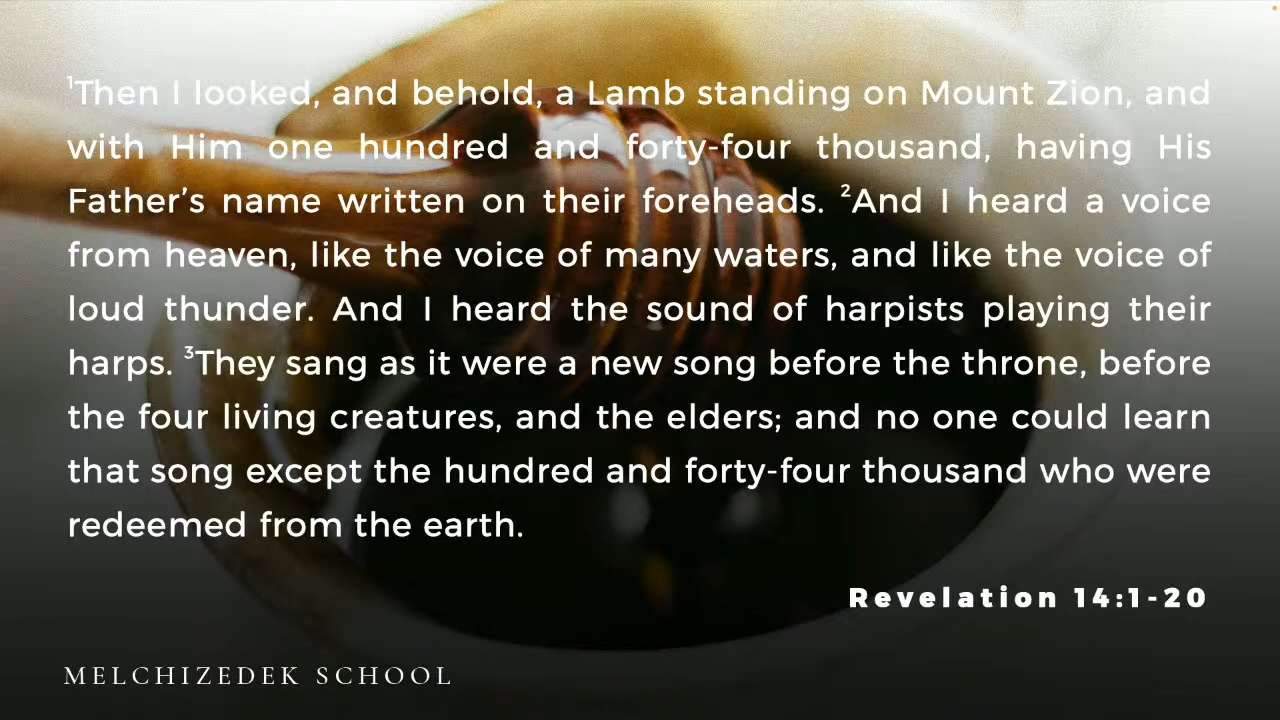 ¹Then I looked, and behold, a Lamb standing on Mount Zion, and
with Him one hundred and forty-four thousand, having His
Father’s name written on their foreheads. ²And I heard a voice
from heaven, like the voice of many waters, and like the voice of
loud thunder. And I heard the sound of harpists playing their
harps. ³They sang as it were a new song before the throne, before
the four living creatures, and the elders; and no one could learn
that song except the hundred and forty-four thousand who were
redeemed from the earth.
Revelation 14:1-20
MELCHIZEDEK SCHOOL